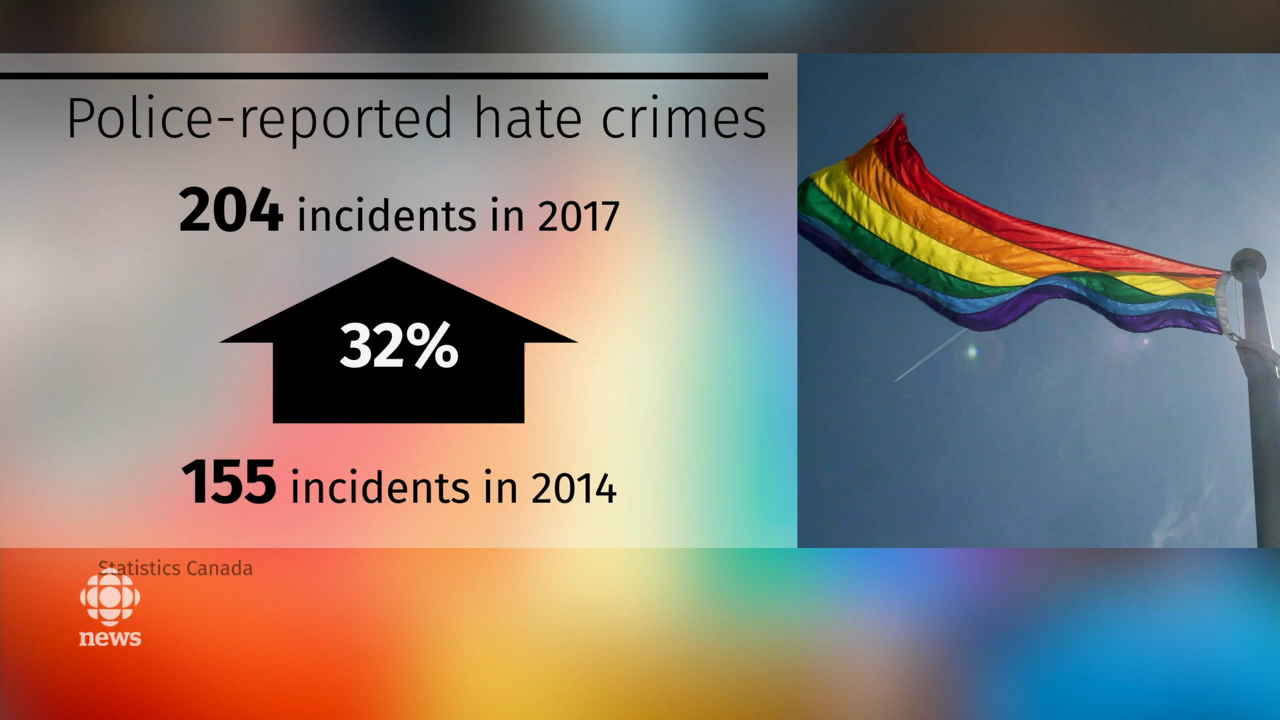 Police-reported hate crimes
204 incidents in 2017
32%
155 incidents in 2014
Statistics Canada
news